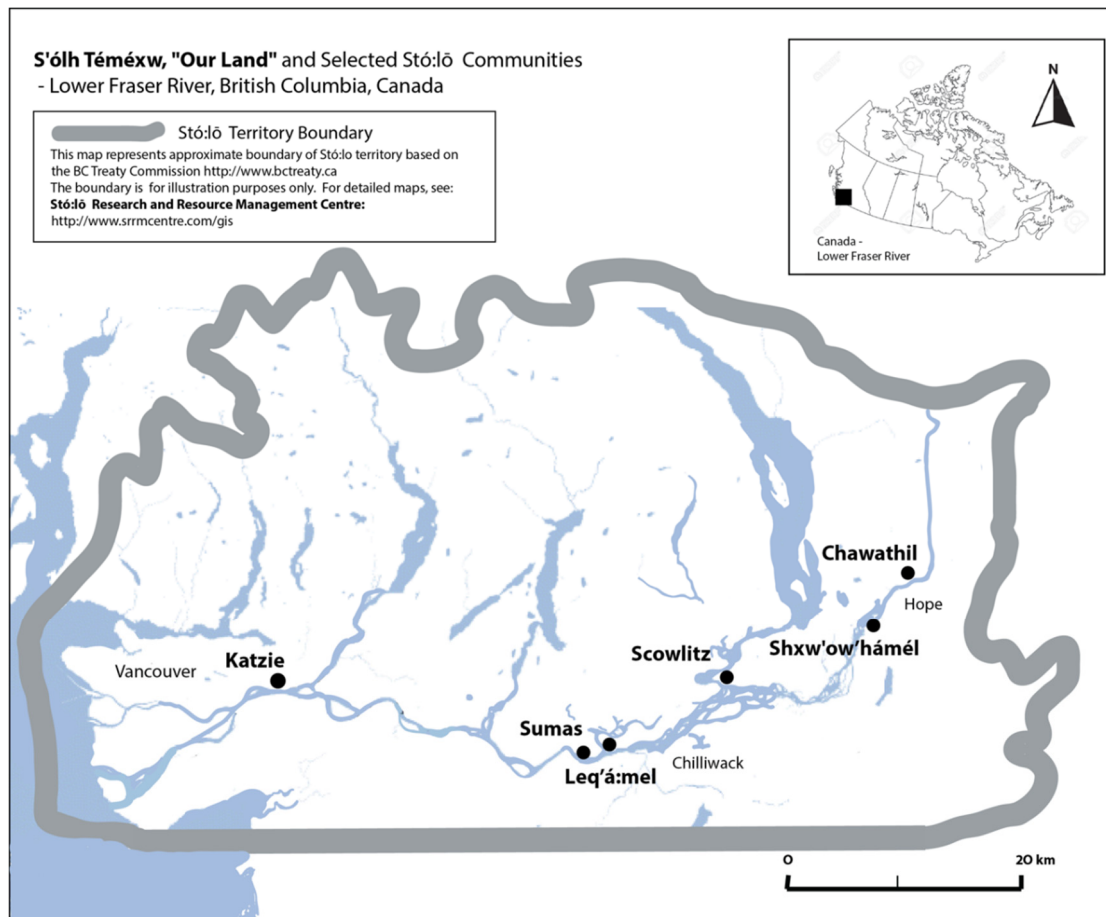 S'ólh Téméxw, "Our Land" and Selected Stó:lō Communities
- Lower Fraser River, British Columbia, Canada
Stó:lō Territory Boundary
This map represents approximate boundary of Stó:lo territory based on
the BC Treaty Commission http://www.bctreaty.ca
The boundary is for illustration purposes only. For detailed maps, see:
Stó:lō Research and Resource Management Centre:
http://www.srrmcentre.com/gis
N
Canada -
Lower Fraser River
Chawathil
Hope
Shxw'ow'hámél
Scowlitz
Katzie
Vancouver
Sumas
Leq'á:mel
Chilliwack
0 20 km